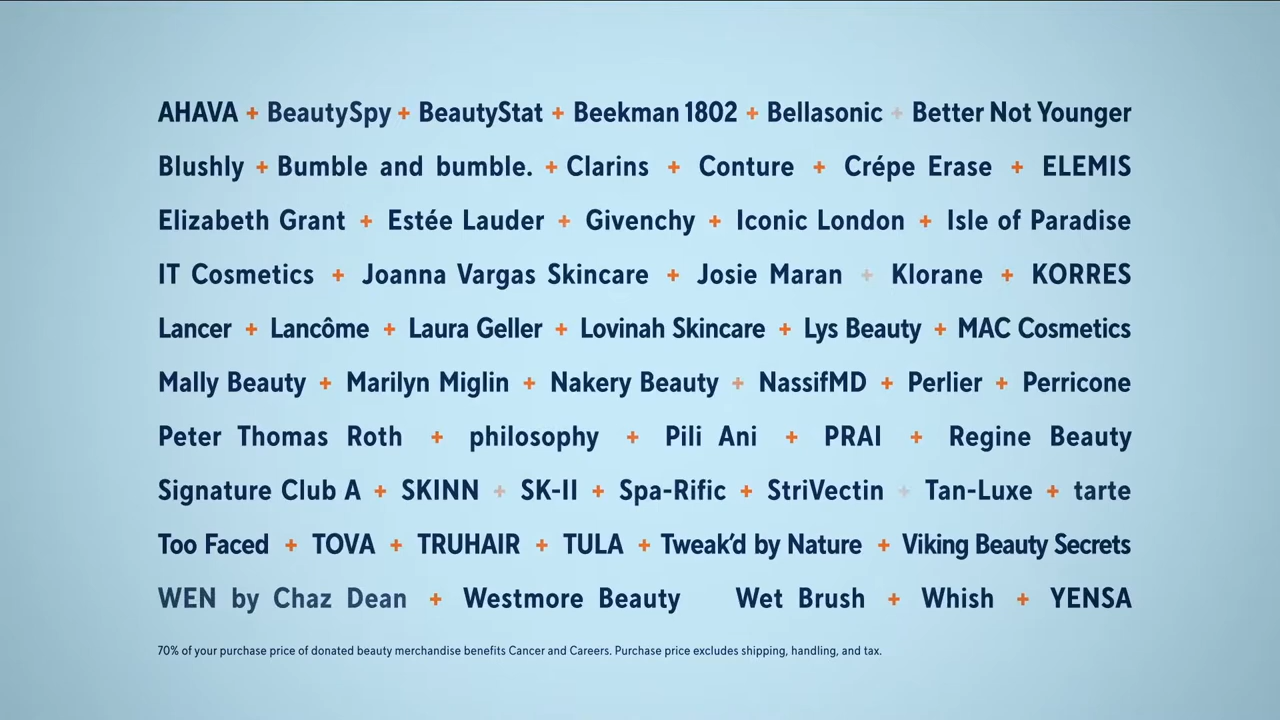 AHAVA + BeautySpy + BeautyStat + Beekman 1802 + Bellasonic + Better Not Younger
Blushly + Bumble and bumble. + Clarins + Conture + Crépe Erase + ELEMIS
Elizabeth Grant + Estée Lauder + Givenchy + Iconic London + Isle of Paradise
IT Cosmetics + Joanna Vargas Skincare + Josie Maran + Klorane + KORRES
Lancer + Lancôme + Laura Geller + Lovinah Skincare + Lys Beauty + MAC Cosmetics
Mally Beauty + Marilyn Miglin + Nakery Beauty + NassifMD + Perlier + Perricone
Peter Thomas Roth + philosophy + Pili Ani + PRAI + Regine Beauty
Signature Club A + SKINN + SK-II + Spa-Rific + StriVectin + Tan-Luxe + tarte
Too Faced + TOVA + TRUHAIR + TULA + Tweak'd by Nature + Viking Beauty Secrets
WEN by Chaz Dean + Westmore Beauty Wet Brush + Whish + YENSA
70% of your purchase price of donated beauty merchandise benefits Cancer and Careers. Purchase price excludes shipping, handling, and tax.